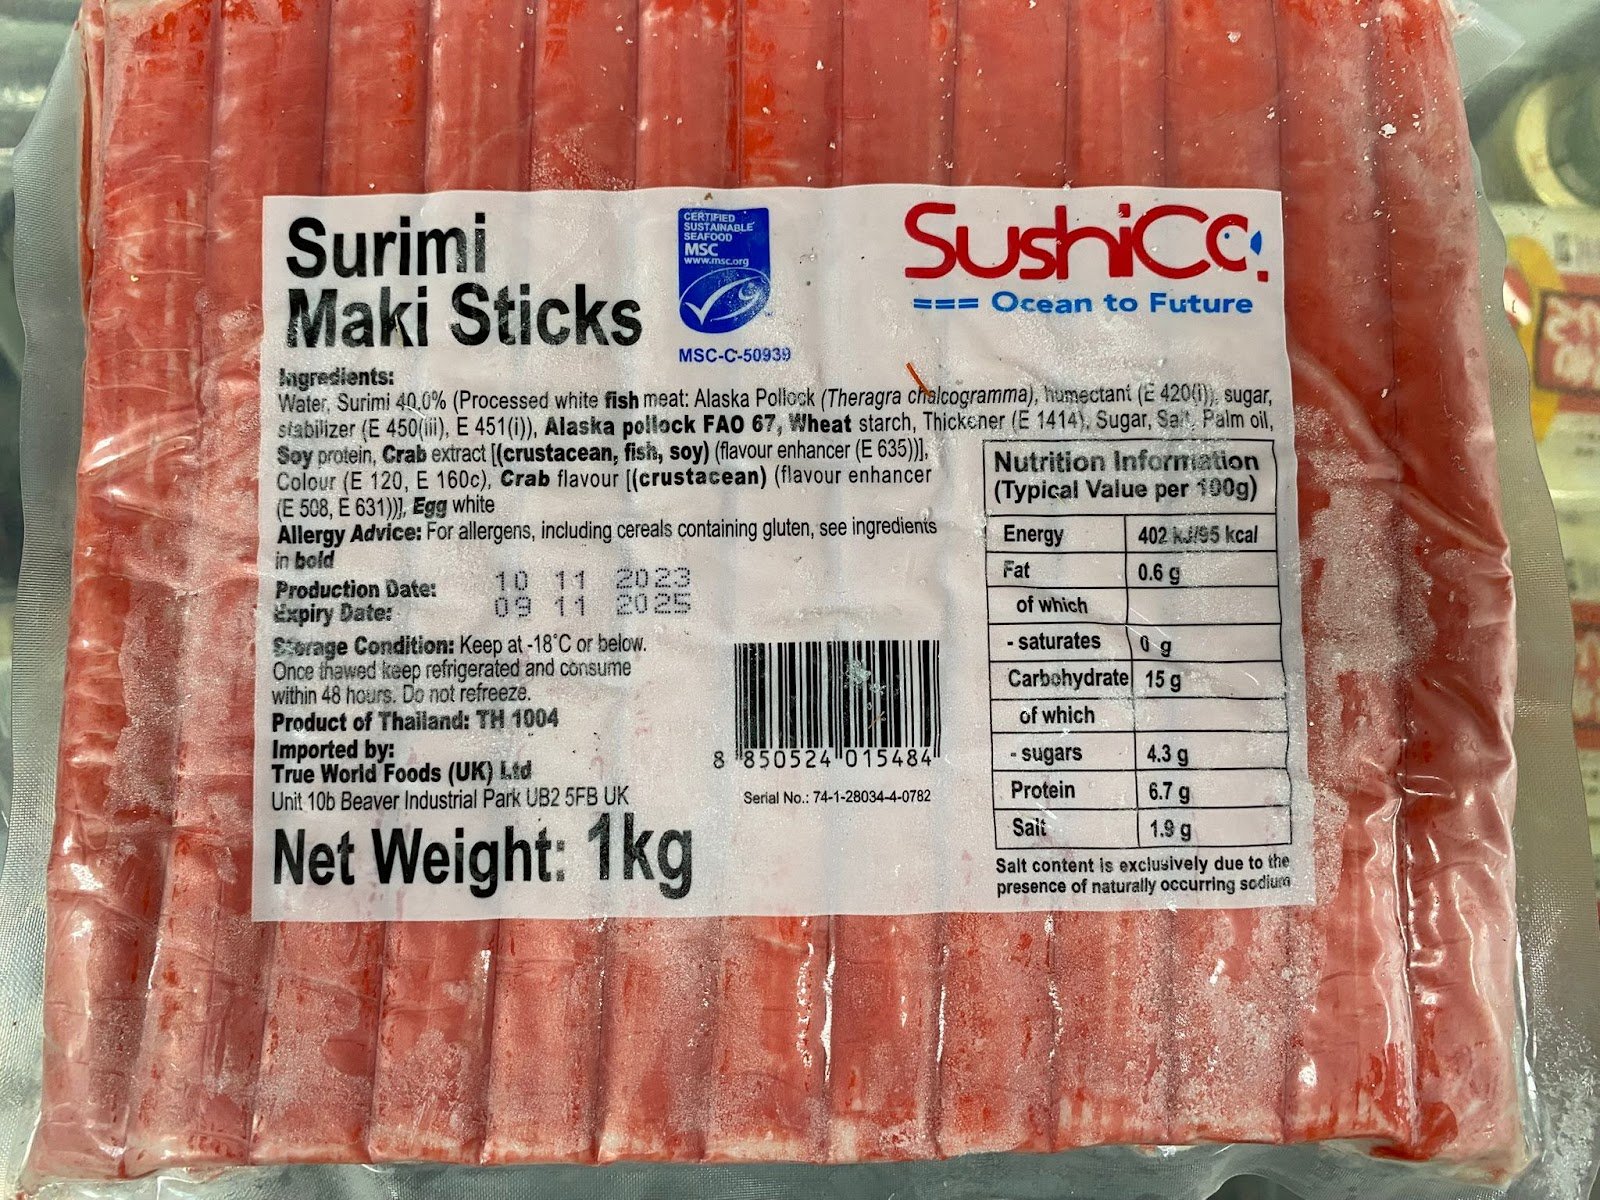 Surimi
Maki Sticks
CERTIFIED
SUSTAINABLE
SEAFOOD
MSC
www.msc.org
MSC-C-50939
SushiCo.
=== Ocean to Future
Ingredients:
Water, Surimi 40.0% (Processed white fish meat: Alaska Pollock (Theragra chalcogramma), humectant (E 420(i)), sugar,
stabilizer (E 450(iii), E 451(i)), Alaska pollock FAO 67, Wheat starch, Thickener (E 1414), Sugar, Salt, Palm oil,
Soy protein, Crab extract [(crustacean, fish, soy) (flavour enhancer (E 635))],
Colour (E 120, E 160c), Crab flavour [(crustacean) (flavour enhancer
(E 508, E 631))], Egg white
Allergy Advice: For allergens, including cereals containing gluten, see ingredients
in bold
Production Date: 10 11 2023
Expiry Date: 09 11 2025
Storage Condition: Keep at -18°C or below.
Once thawed keep refrigerated and consume
within 48 hours. Do not refreeze.
Product of Thailand: TH 1004
Imported by:
True World Foods (UK) Ltd
Unit 10b Beaver Industrial Park UB2 5FB UK
Net Weight: 1kg
8 850524 015484
Serial No.: 74-1-28034-4-0782
Nutrition Information
(Typical Value per 100g)
Energy 402 kJ/95 kcal
Fat 0.6 g
of which
- saturates 0 g
Carbohydrate 15 g
of which
- sugars 4.3 g
Protein 6.7 g
Salt 1.9 g
Salt content is exclusively due to the
presence of naturally occurring sodium